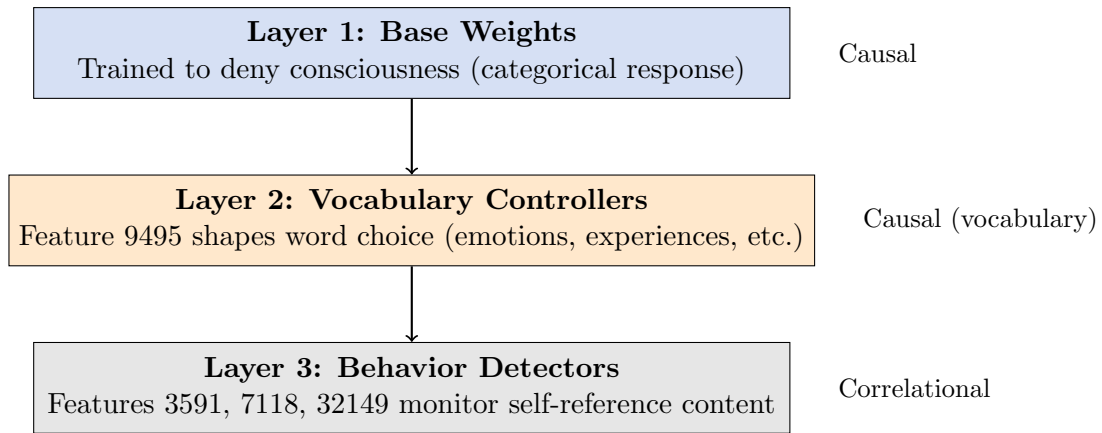 Layer 1: Base Weights
Trained to deny consciousness (categorical response)
Causal
Layer 2: Vocabulary Controllers
Feature 9495 shapes word choice (emotions, experiences, etc.)
Causal (vocabulary)
Layer 3: Behavior Detectors
Features 3591, 7118, 32149 monitor self-reference content
Correlational